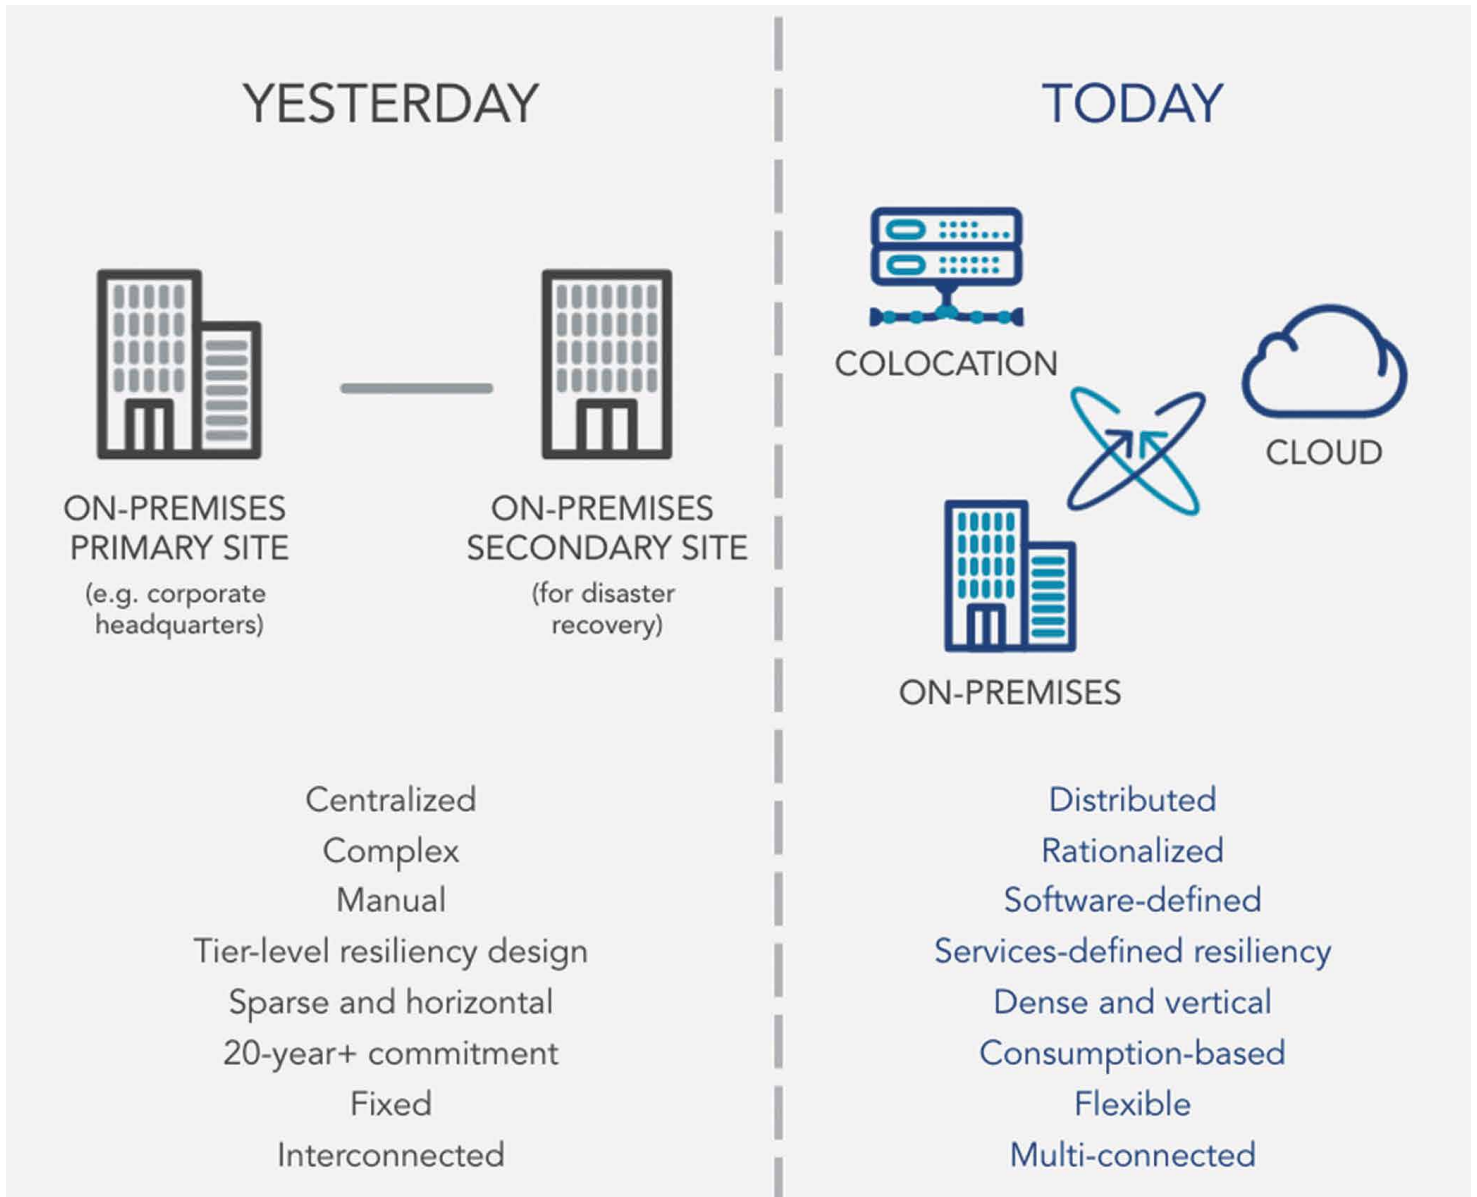 YESTERDAY
ON-PREMISES
PRIMARY SITE
(e.g. corporate
headquarters)
ON-PREMISES
SECONDARY SITE
(for disaster
recovery)
Centralized
Complex
Manual
Tier-level resiliency design
Sparse and horizontal
20-year+ commitment
Fixed
Interconnected
TODAY
COLOCATION
CLOUD
ON-PREMISES
Distributed
Rationalized
Software-defined
Services-defined resiliency
Dense and vertical
Consumption-based
Flexible
Multi-connected